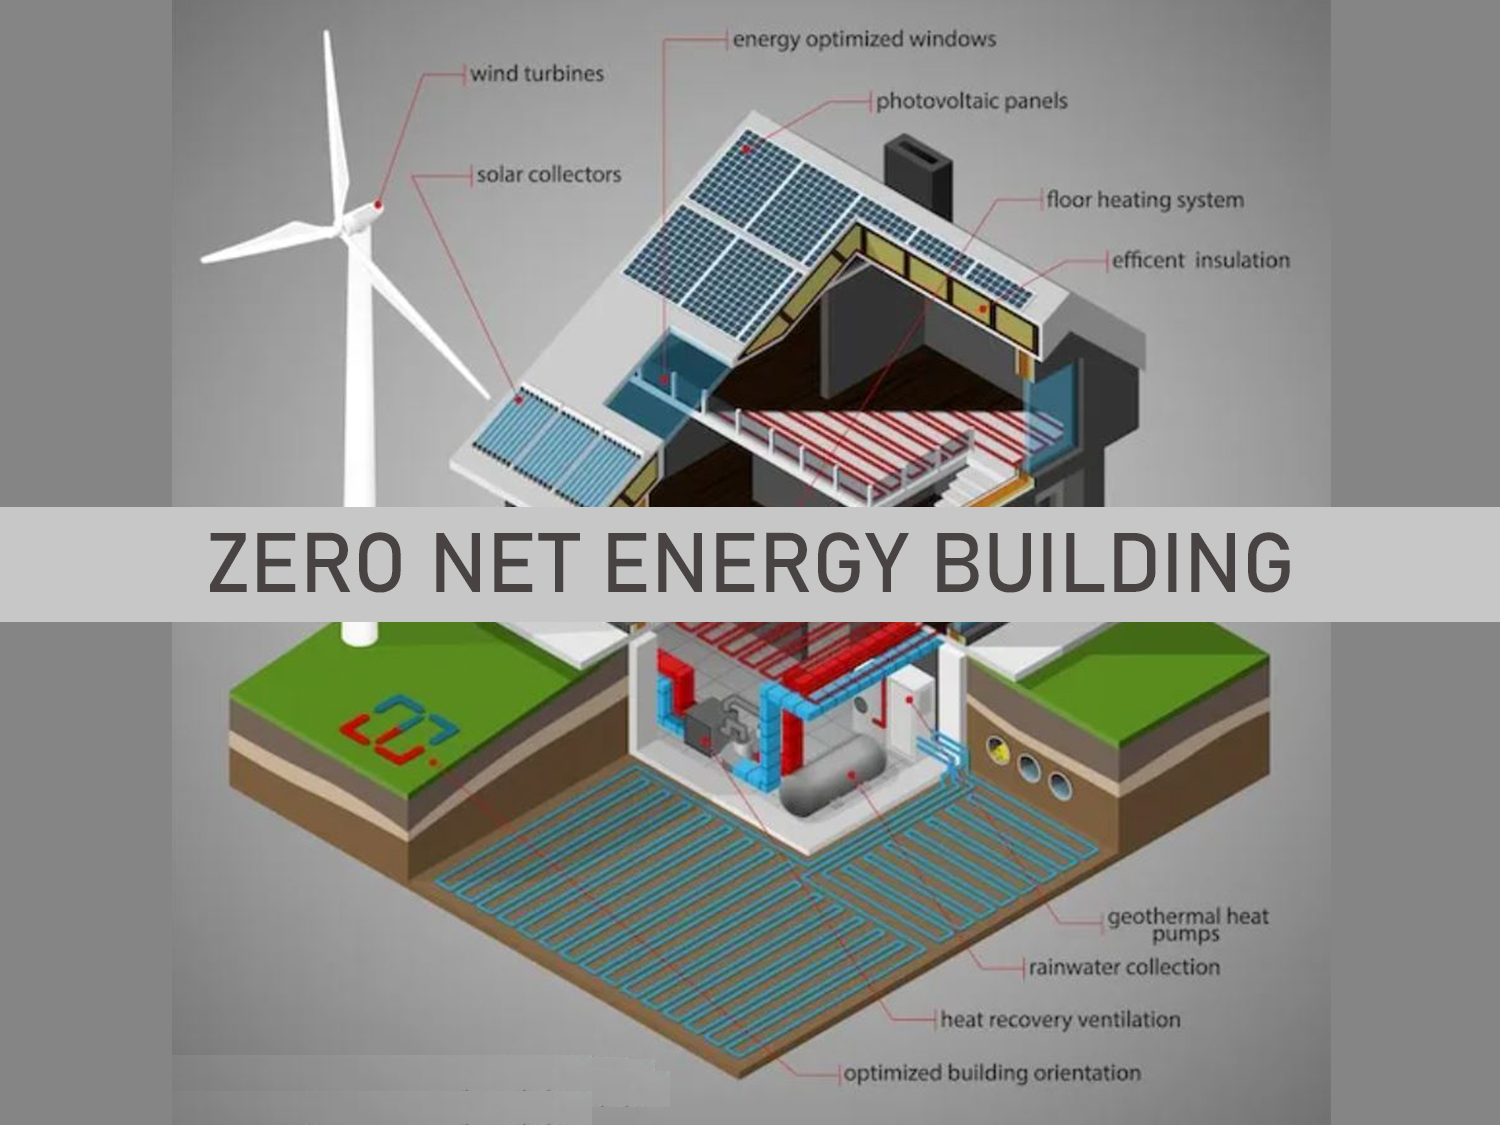 energy optimized windows
wind turbines
photovoltaic panels
solar collectors
floor heating system
efficent  insulation
ZERO NET ENERGY BUILDING
geothermal heat
pumps
rainwater collection
heat recovery ventilation
optimized building orientation